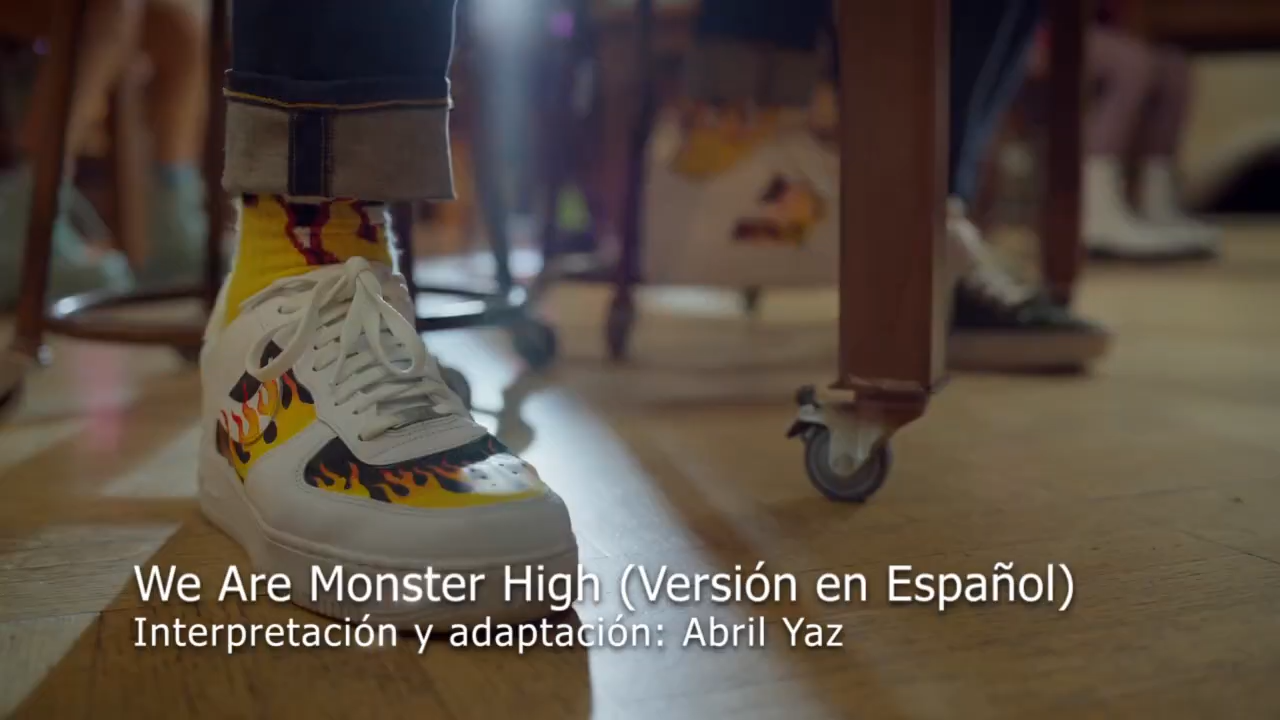 We Are Monster High (Versión en Español)
Interpretación y adaptación: Abril Yaz